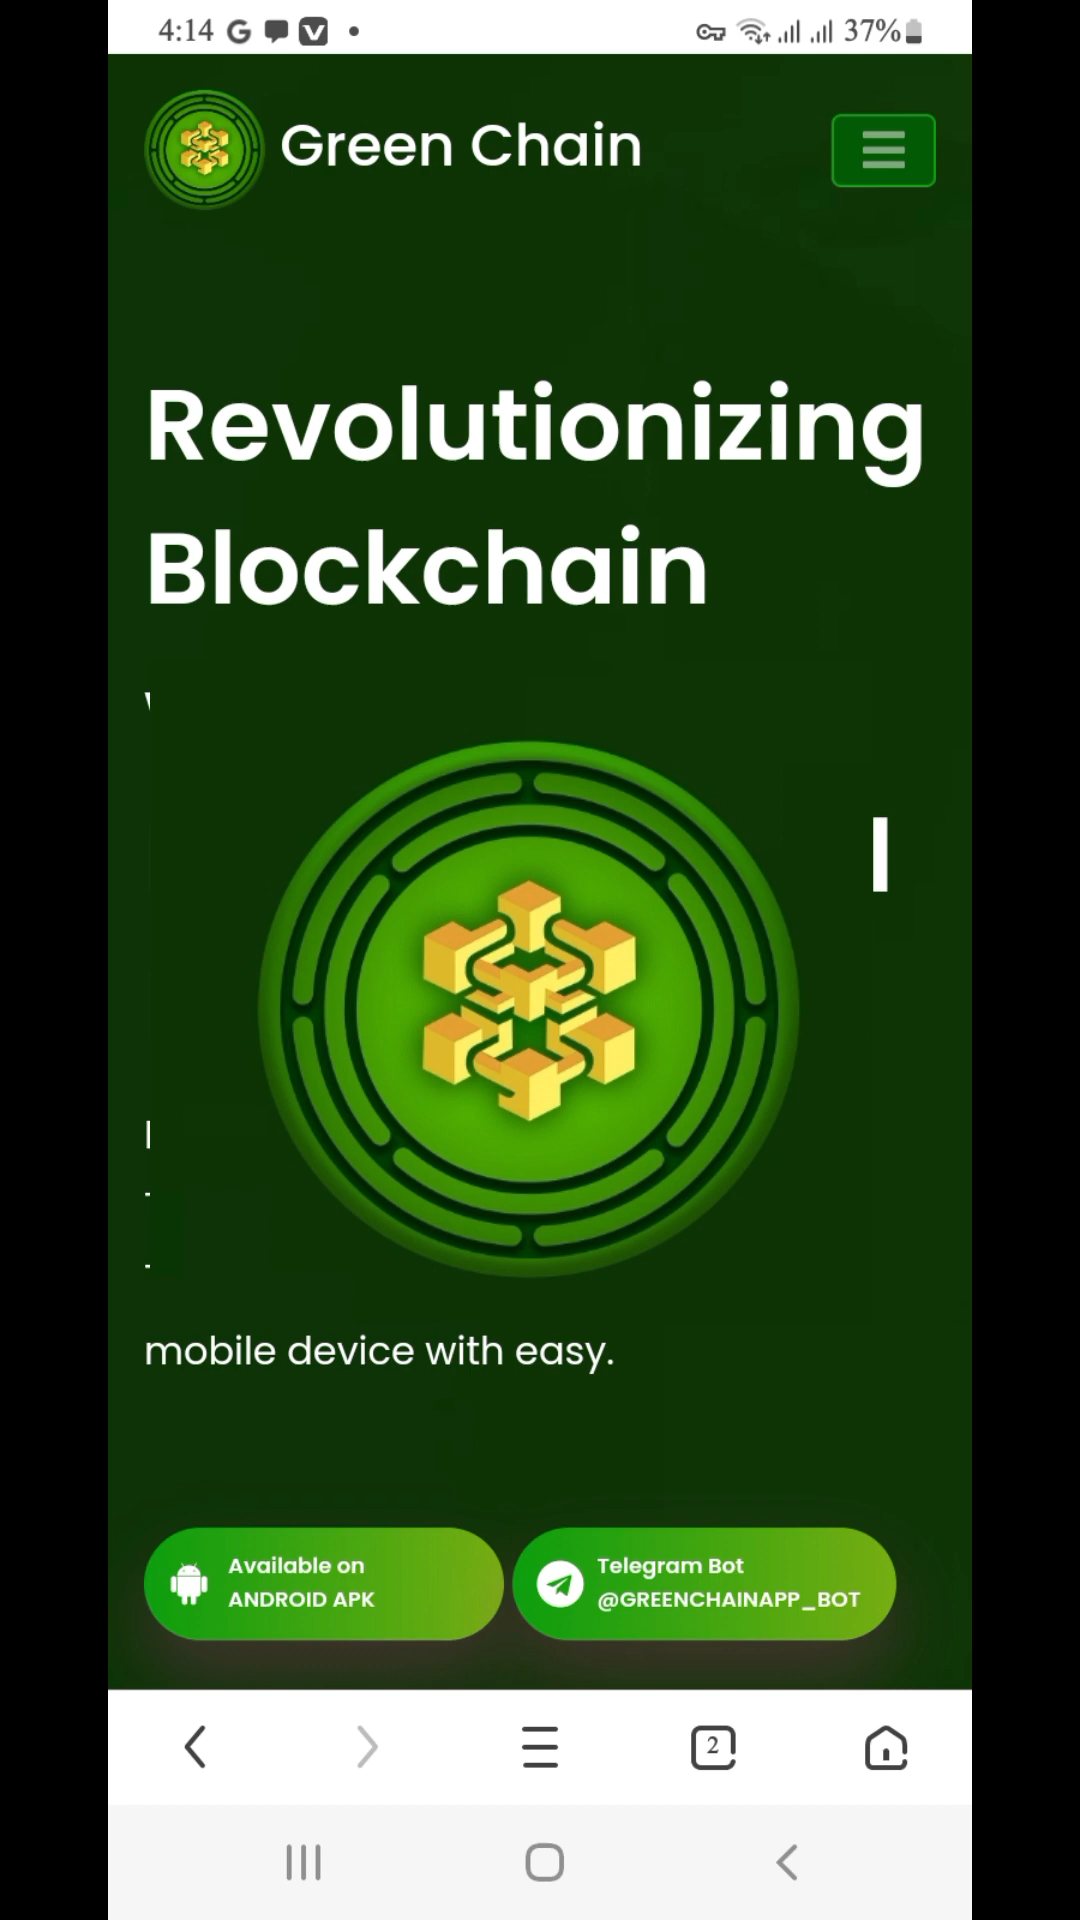 4:14
37%
Green Chain
Revolutionizing
Blockchain
mobile device with easy.
Available on
ANDROID APK
Telegram Bot
@GREENCHAINAPP_BOT
2